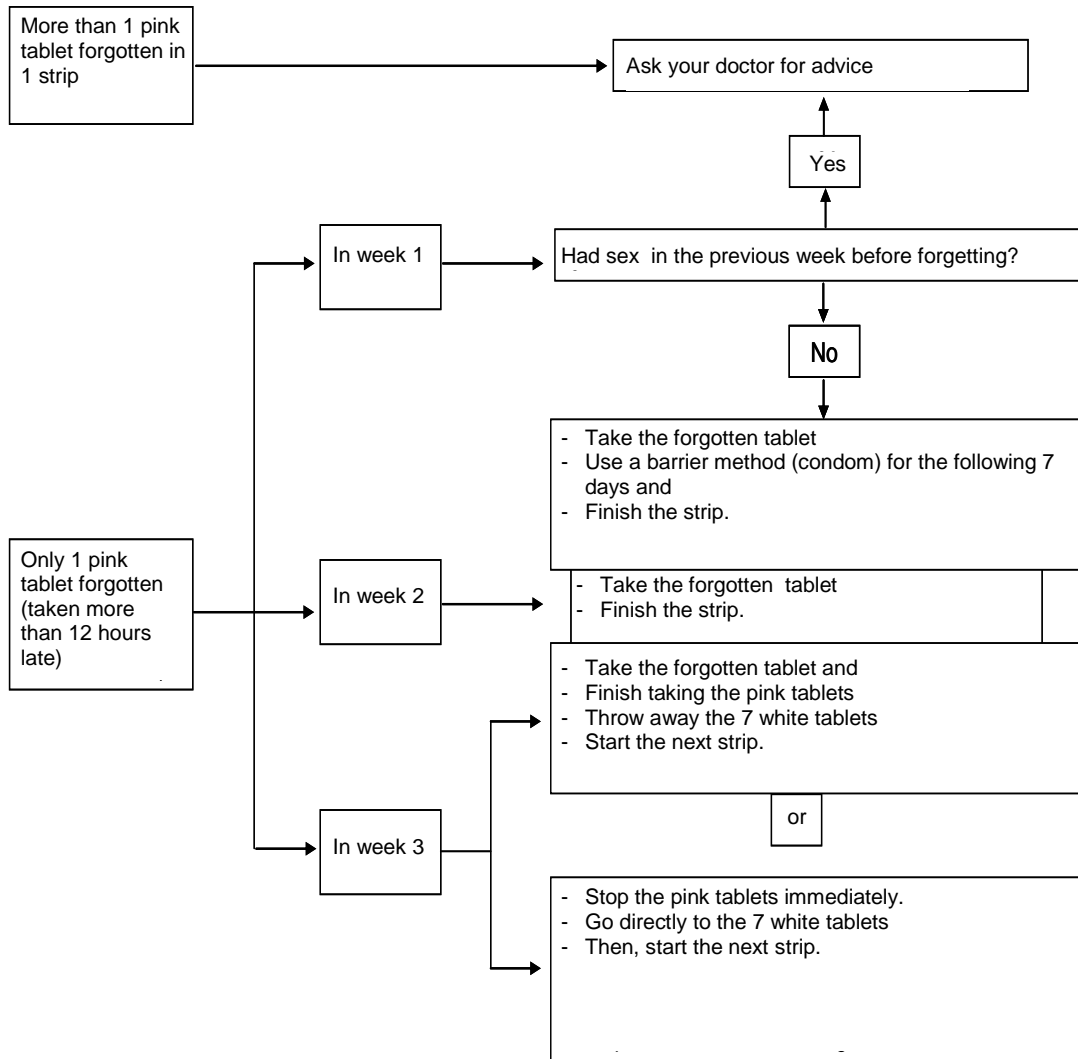 More than 1 pink
tablet forgotten in
1 strip
Ask your doctor for advice
Yes
In week 1
Had sex in the previous week before forgetting?
No
- Take the forgotten tablet
- Use a barrier method (condom) for the following 7
days and
- Finish the strip.
Only 1 pink
tablet forgotten
(taken more
than 12 hours
late)
In week 2
- Take the forgotten tablet
- Finish the strip.
- Take the forgotten tablet and
- Finish taking the pink tablets
- Throw away the 7 white tablets
- Start the next strip.
or
In week 3
- Stop the pink tablets immediately.
- Go directly to the 7 white tablets
- Then, start the next strip.